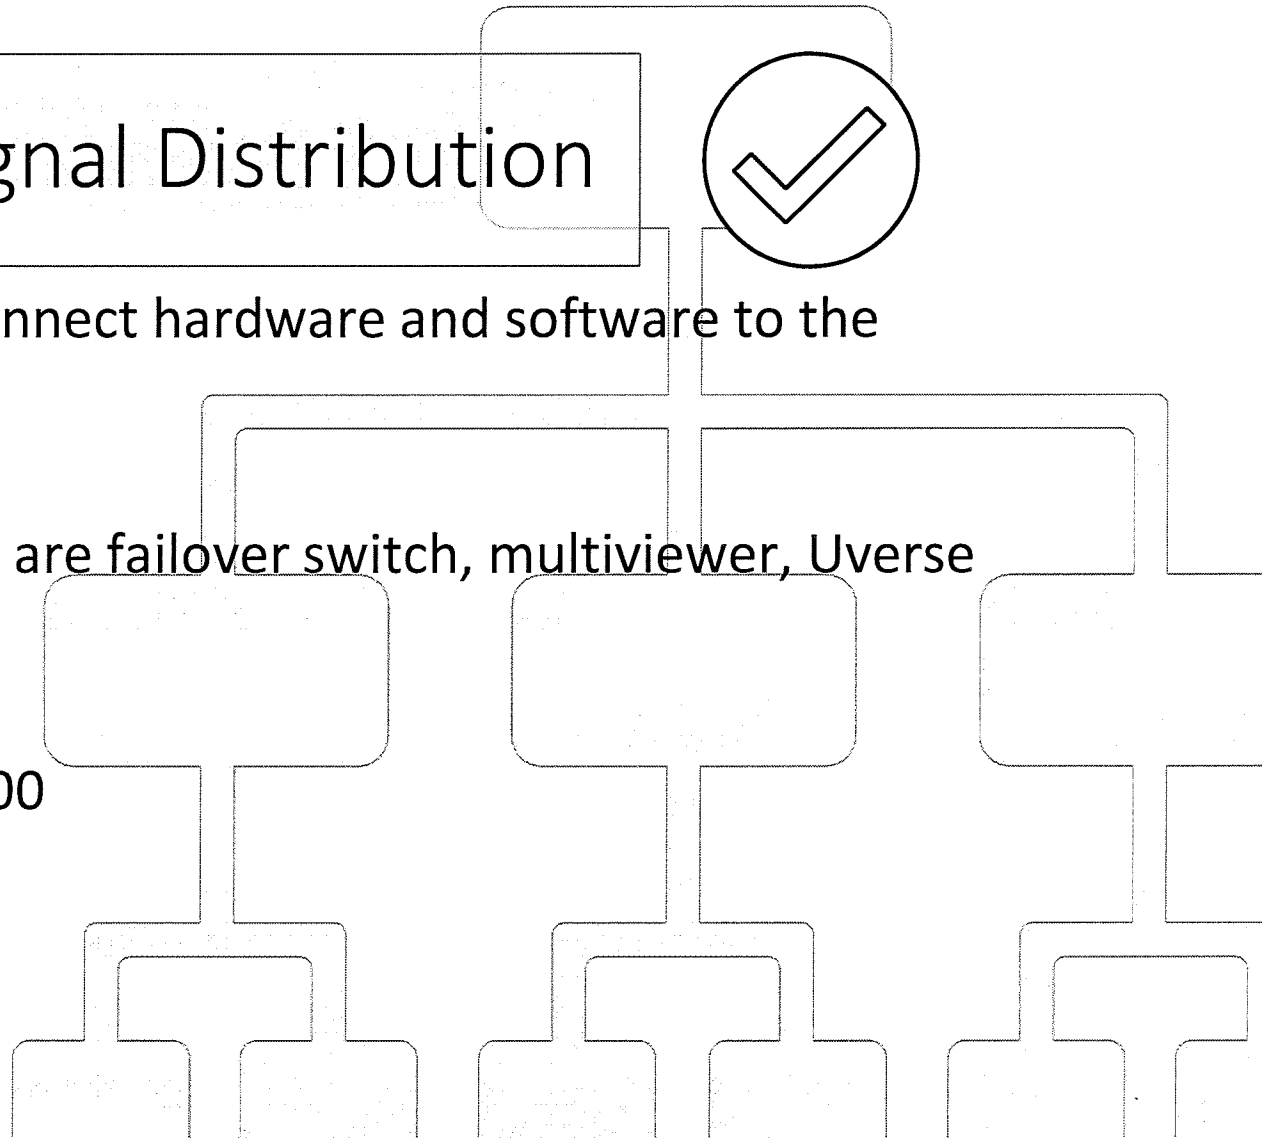 gnal Distribution
nnect hardware and software to the
are failover switch, multiviewer, Uverse
00